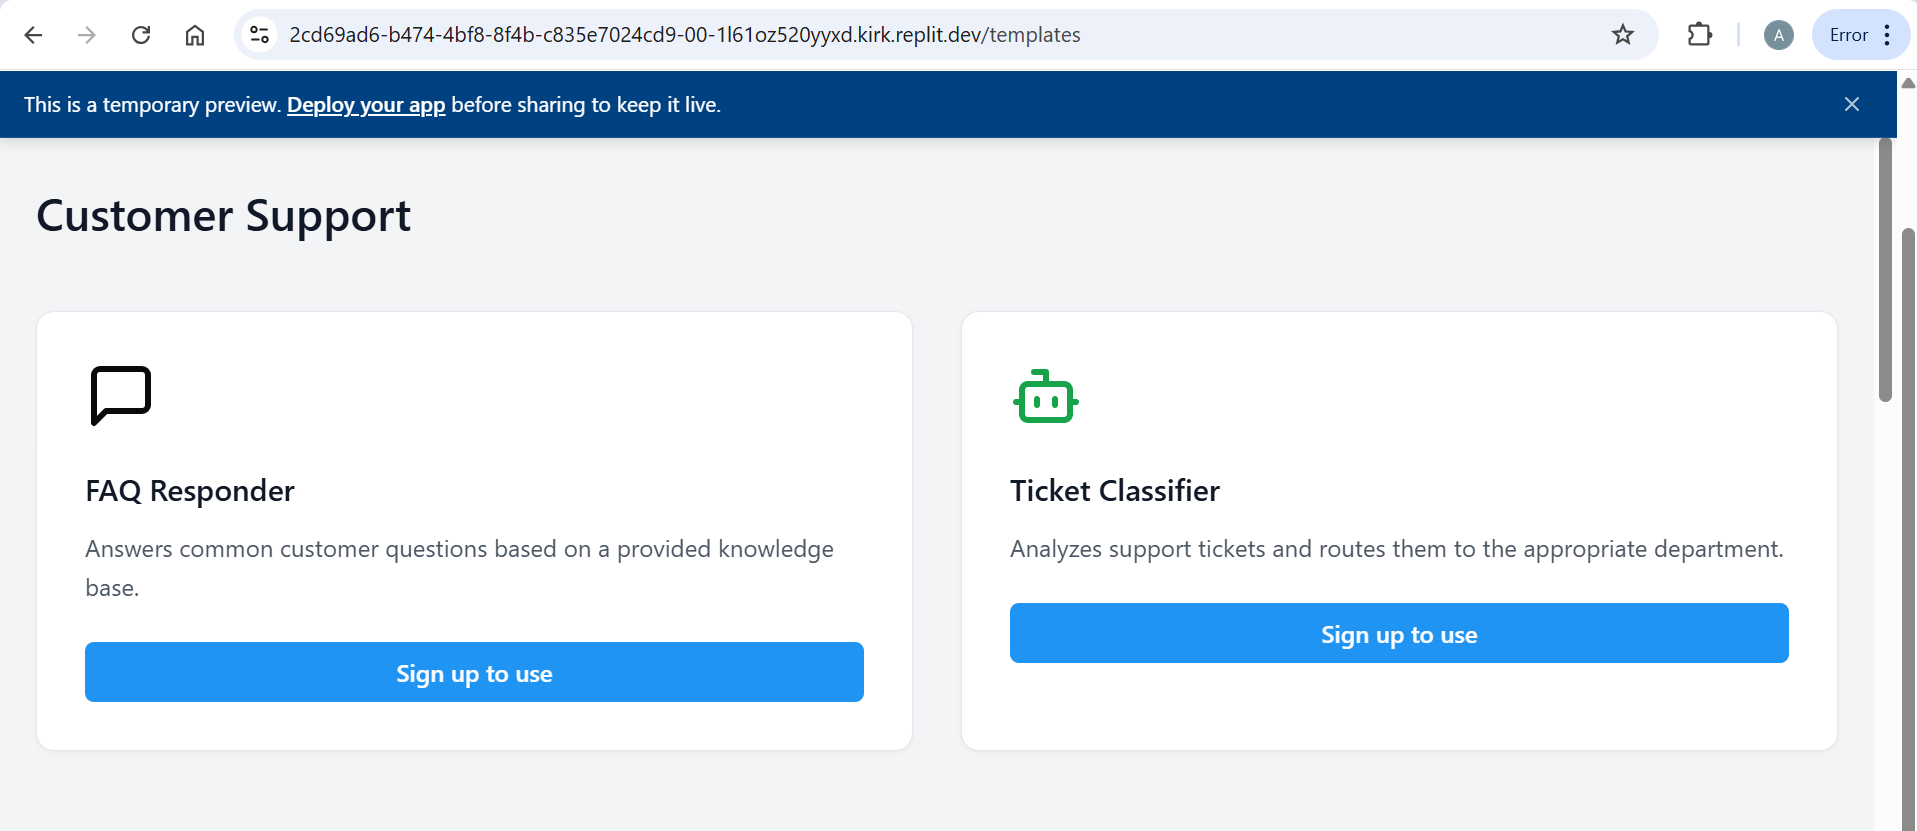 2cd69ad6-b474-4bf8-8f4b-c835e7024cd9-00-1l61oz520yyxd.kirk.replit.dev/templates
A
Error
This is a temporary preview. Deploy your app before sharing to keep it live.
Customer Support
FAQ Responder
Answers common customer questions based on a provided knowledge
base.
Sign up to use
Ticket Classifier
Analyzes support tickets and routes them to the appropriate department.
Sign up to use